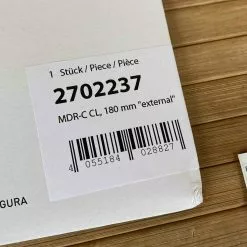 1 Stück / Piece / Pièce
2702237
MDR-C CL, 180 mm "external"
4 055184 028827
GURA